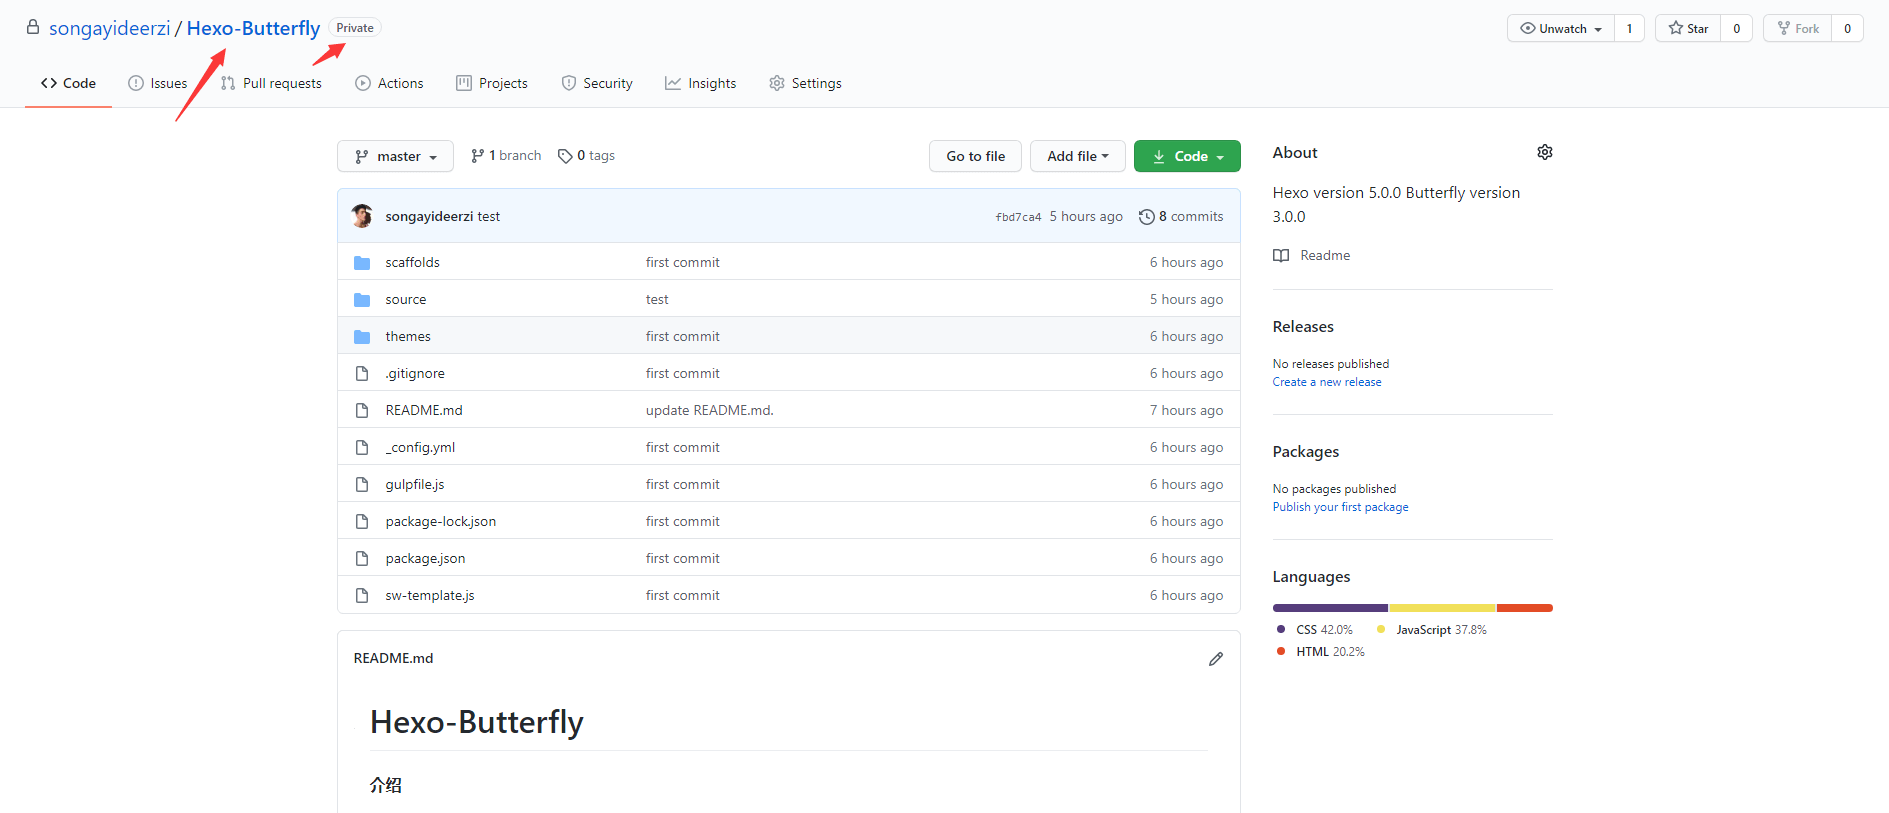 songayideerzi / Hexo-Butterfly Private
Unwatch 1 Star 0 Fork 0
Code Issues Pull requests Actions Projects Security Insights Settings
master 1 branch 0 tags Go to file Add file Code
songayideerzi test fbd7ca4 5 hours ago 8 commits
scaffolds first commit 6 hours ago
source test 5 hours ago
themes first commit 6 hours ago
.gitignore first commit 6 hours ago
README.md update README.md. 7 hours ago
_config.yml first commit 6 hours ago
gulpfile.js first commit 6 hours ago
package-lock.json first commit 6 hours ago
package.json first commit 6 hours ago
sw-template.js first commit 6 hours ago
README.md
Hexo-Butterfly
介绍
About
Hexo version 5.0.0 Butterfly version
3.0.0
Readme
Releases
No releases published
Create a new release
Packages
No packages published
Publish your first package
Languages
CSS 42.0% JavaScript 37.8%
HTML 20.2%